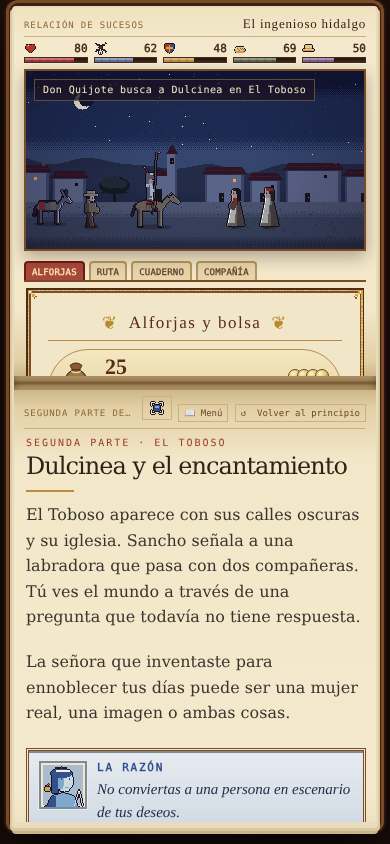 RELACIÓN DE SUCESOS
El ingenioso hidalgo
80 62 48 69 50
Don Quijote busca a Dulcinea en El Toboso
ALFORJAS RUTA CUADERNO COMPAÑÍA
Alforjas y bolsa
25
SEGUNDA PARTE DE… Menú Volver al principio
SEGUNDA PARTE · EL TOBOSO
Dulcinea y el encantamiento
El Toboso aparece con sus calles oscuras
y su iglesia. Sancho señala a una
labradora que pasa con dos compañeras.
Tú ves el mundo a través de una
pregunta que todavía no tiene respuesta.
La señora que inventaste para
ennoblecer tus días puede ser una mujer
real, una imagen o ambas cosas.
LA RAZÓN
No conviertas a una persona en escenario
de tus deseos.